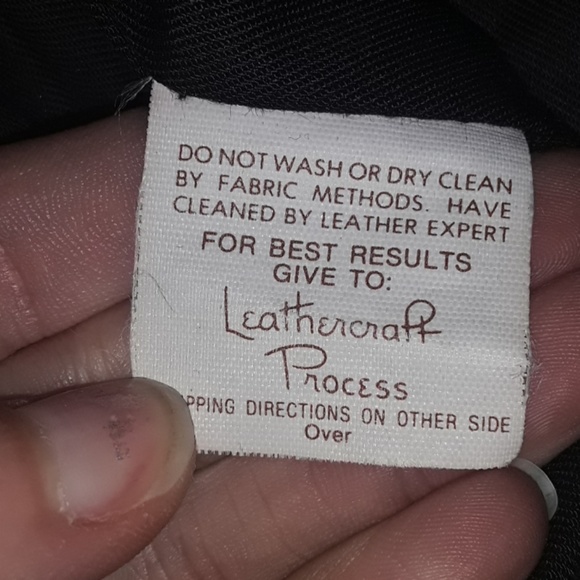 DO NOT WASH OR DRY CLEAN
BY FABRIC METHODS. HAVE
CLEANED BY LEATHER EXPERT
FOR BEST RESULTS
GIVE TO:
Leathercraft
Process
DIRECTIONS ON OTHER SIDE
Over